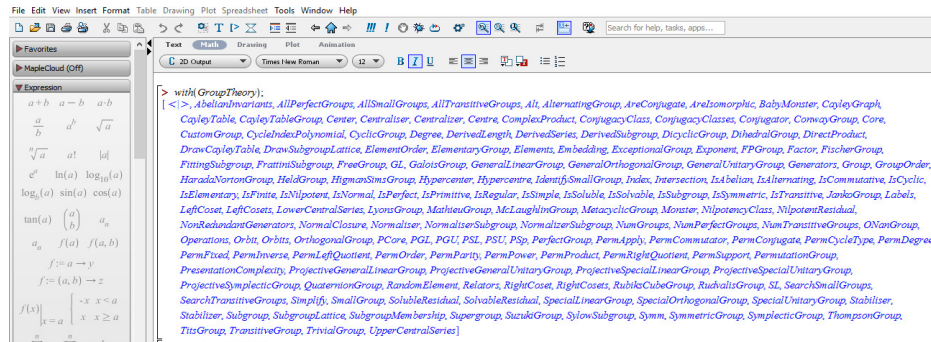 File Edit View Insert Format Table Drawing Plot Spreadsheet Tools Window Help
Search for help, tasks, apps...
Favorites
MapleCloud (Off)
Expression
Text Math Drawing Plot Animation
C 2D Output Times New Roman 12 B I U
a+b a−b a·b
a/b a^b √a
ⁿ√a a! |a|
e^a ln(a) log₁₀(a)
log_b(a) sin(a) cos(a)
tan(a) (a b) a_n
a_n f(a) f(a, b)
f := a → y
f := (a, b) → z
f(x)|x = a { -x x < a
x x ≥ a
> with(GroupTheory);
[ <|>, AbelianInvariants, AllPerfectGroups, AllSmallGroups, AllTransitiveGroups, Alt, AlternatingGroup, AreConjugate, AreIsomorphic, BabyMonster, CayleyGraph,
CayleyTable, CayleyTableGroup, Center, Centraliser, Centralizer, Centre, ComplexProduct, ConjugacyClass, ConjugacyClasses, Conjugator, ConwayGroup, Core,
CustomGroup, CycleIndexPolynomial, CyclicGroup, Degree, DerivedLength, DerivedSeries, DerivedSubgroup, DicyclicGroup, DihedralGroup, DirectProduct,
DrawCayleyTable, DrawSubgroupLattice, ElementOrder, ElementaryGroup, Elements, Embedding, ExceptionalGroup, Exponent, FPGroup, Factor, FischerGroup,
FittingSubgroup, FrattiniSubgroup, FreeGroup, GL, GaloisGroup, GeneralLinearGroup, GeneralOrthogonalGroup, GeneralUnitaryGroup, Generators, Group, GroupOrder,
HaradaNortonGroup, HeldGroup, HigmanSimsGroup, Hypercenter, Hypercentre, IdentifySmallGroup, Index, Intersection, IsAbelian, IsAlternating, IsCommutative, IsCyclic,
IsElementary, IsFinite, IsNilpotent, IsNormal, IsPerfect, IsPrimitive, IsRegular, IsSimple, IsSoluble, IsSolvable, IsSubgroup, IsSymmetric, IsTransitive, JankoGroup, Labels,
LeftCoset, LeftCosets, LowerCentralSeries, LyonsGroup, MathieuGroup, McLaughlinGroup, MetacyclicGroup, Monster, NilpotencyClass, NilpotentResidual,
NonRedundantGenerators, NormalClosure, Normaliser, NormaliserSubgroup, NormalizerSubgroup, NumGroups, NumPerfectGroups, NumTransitiveGroups, ONanGroup,
Operations, Orbit, Orbits, OrthogonalGroup, PCore, PGL, PGU, PSL, PSU, PSp, PerfectGroup, PermApply, PermCommutator, PermConjugate, PermCycleType, PermDegree
PermFixed, PermInverse, PermLeftQuotient, PermOrder, PermParity, PermPower, PermProduct, PermRightQuotient, PermSupport, PermutationGroup,
PresentationComplexity, ProjectiveGeneralLinearGroup, ProjectiveGeneralUnitaryGroup, ProjectiveSpecialLinearGroup, ProjectiveSpecialUnitaryGroup,
ProjectiveSymplecticGroup, QuaternionGroup, RandomElement, Relators, RightCoset, RightCosets, RubiksCubeGroup, RudvalisGroup, SL, SearchSmallGroups,
SearchTransitiveGroups, Simplify, SmallGroup, SolubleResidual, SolvableResidual, SpecialLinearGroup, SpecialOrthogonalGroup, SpecialUnitaryGroup, Stabiliser,
Stabilizer, Subgroup, SubgroupLattice, SubgroupMembership, Supergroup, SuzukiGroup, SylowSubgroup, Symm, SymmetricGroup, SymplecticGroup, ThompsonGroup,
TitsGroup, TransitiveGroup, TrivialGroup, UpperCentralSeries]